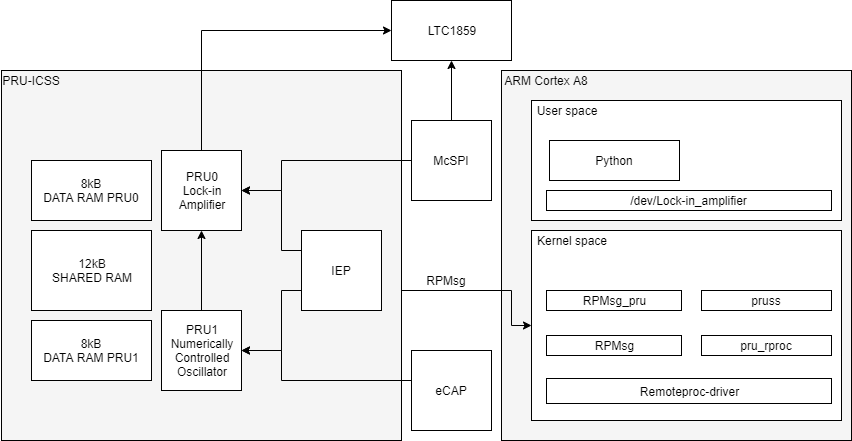 LTC1859
PRU-ICSS
8kB
DATA RAM PRU0
12kB
SHARED RAM
8kB
DATA RAM PRU1
PRU0
Lock-in
Amplifier
PRU1
Numerically
Controlled
Oscillator
IEP
McSPI
RPMsg
eCAP
ARM Cortex A8
User space
Python
/dev/Lock-in_amplifier
Kernel space
RPMsg_pru
pruss
RPMsg
pru_rproc
Remoteproc-driver